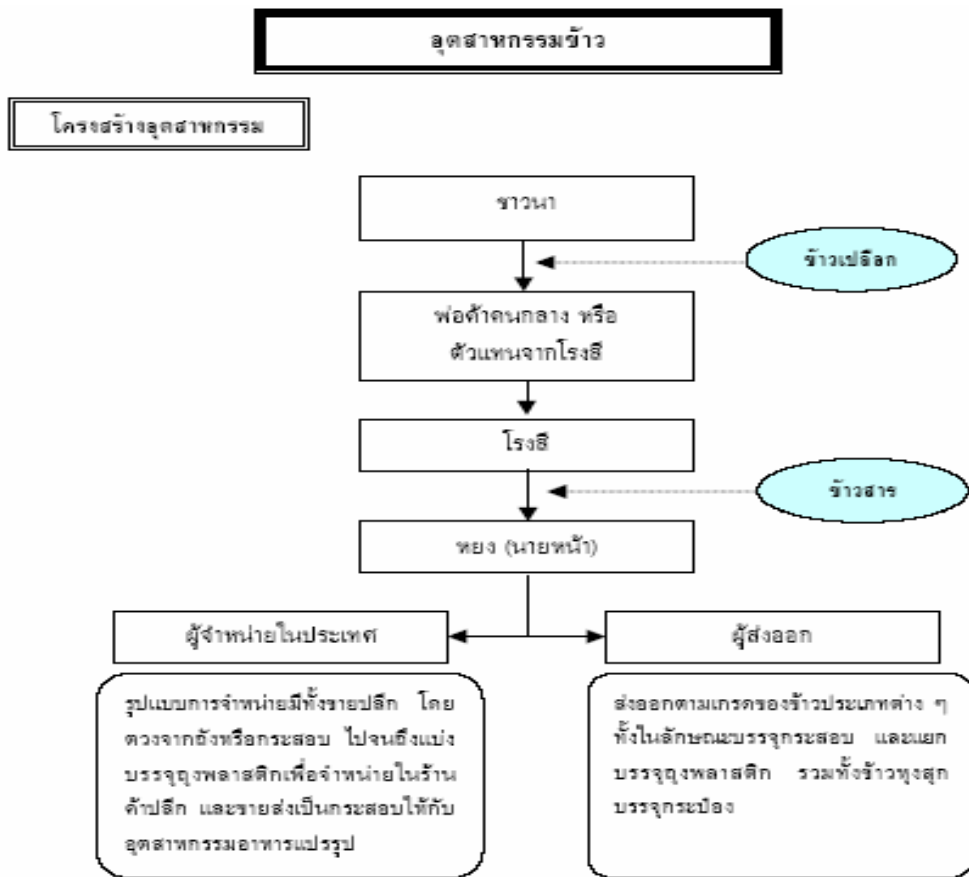 อุตสาหกรรมข้าว
โครงสร้างอุตสาหกรรม
ชาวนา
ข้าวเปลือก
พ่อค้าคนกลาง หรือ
ตัวแทนจากโรงสี
โรงสี
ข้าวสาร
หยง (นายหน้า)
ผู้จำหน่ายในประเทศ
ผู้ส่งออก
รูปแบบการจำหน่ายมีทั้งขายปลีก โดย
ตวงจากถังหรือกระสอบ ไปจนถึงแบ่ง
บรรจุถุงพลาสติกเพื่อจำหน่ายในร้าน
ค้าปลีก และขายส่งเป็นกระสอบให้กับ
อุตสาหกรรมอาหารแปรรูป
ส่งออกตามเกรดของข้าวประเภทต่าง ๆ
ทั้งในลักษณะบรรจุกระสอบ และแยก
บรรจุถุงพลาสติก รวมทั้งข้าวหุงสุก
บรรจุกระป๋อง